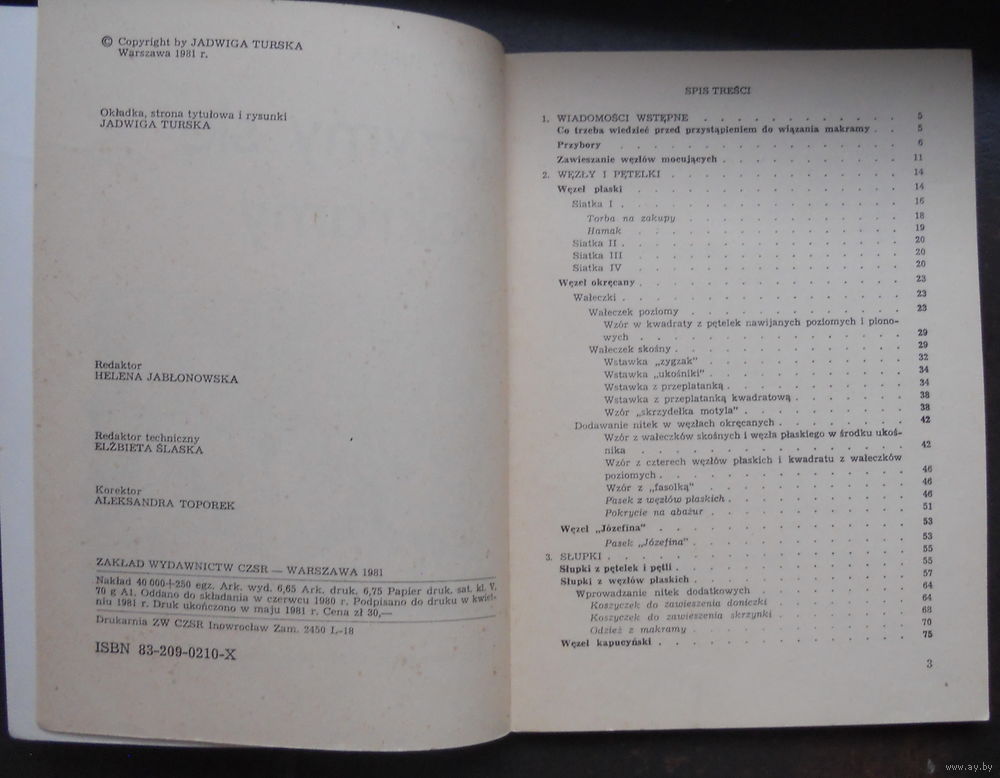 © Copyright by JADWIGA TURSKA
Warszawa 1981 r.
Okładka, strona tytułowa i rysunki
JADWIGA TURSKA
Redaktor
HELENA JABŁONOWSKA
Redaktor techniczny
ELŻBIETA ŚLASKA
Korektor
ALEKSANDRA TOPOREK
ZAKŁAD WYDAWNICTW CZSR — WARSZAWA 1981
Nakład 40 000+250 egz. Ark. wyd. 6,65 Ark. druk. 6,75 Papier druk. sat. kl. V.
70 g A1. Oddano do składania w czerwcu 1980 r. Podpisano do druku w kwiet-
niu 1981 r. Druk ukończono w maju 1981 r. Cena zł 30,—
Drukarnia ZW CZSR Inowrocław Zam. 2450 L-18
ISBN 83-209-0210-X
SPIS TREŚCI
1. WIADOMOŚCI WSTĘPNE . . . . . . . . . . 5
Co trzeba wiedzieć przed przystąpieniem do wiązania makramy . . 5
Przybory . . . . . . . . . . 6
Zawieszanie węzłów mocujących . . . . . . . . . . 11
2. WĘZŁY I PĘTELKI . . . . . . . . . . 14
Węzeł płaski . . . . . . . . . . 14
Siatka I . . . . . . . . . . 16
Torba na zakupy . . . . . . . . . . 18
Hamak . . . . . . . . . . 19
Siatka II . . . . . . . . . . 20
Siatka III . . . . . . . . . . 20
Siatka IV . . . . . . . . . . 20
Węzeł okręcany . . . . . . . . . . 23
Wałeczki . . . . . . . . . . 23
Wałeczek poziomy . . . . . . . . . . 23
Wzór w kwadraty z pętelek nawijanych poziomych i piono-
wych . . . . . . . . . . 29
Wałeczek skośny . . . . . . . . . . 29
Wstawka „zygzak" . . . . . . . . . . 32
Wstawka „ukośniki" . . . . . . . . . . 34
Wstawka z przeplatanką . . . . . . . . . . 34
Wstawka z przeplatanką kwadratową . . . . . . . 38
Wzór „skrzydełka motyla" . . . . . . . . . . 38
Dodawanie nitek w węzłach okręcanych . . . . . . . . 42
Wzór z wałeczków skośnych i węzła płaskiego w środku ukoś-
nika . . . . . . . . . . 42
Wzór z czterech węzłów płaskich i kwadratu z wałeczków
poziomych . . . . . . . . . . 46
Wzór z „fasolką" . . . . . . . . . . 46
Pasek z węzłów płaskich . . . . . . . . . . 46
Pokrycie na abażur . . . . . . . . . . 51
Węzeł „Józefina" . . . . . . . . . . 53
Pasek „Józefina" . . . . . . . . . . 53
3. SŁUPKI . . . . . . . . . . 55
Słupki z pętelek i pętli . . . . . . . . . . 55
Słupki z węzłów płaskich . . . . . . . . . . 57
Wprowadzanie nitek dodatkowych . . . . . . . . 64
Koszyczek do zawieszenia doniczki . . . . . . . . 64
Koszyczek do zawieszenia skrzynki . . . . . . . . 68
Odzież z makramy . . . . . . . . . . 70
Węzeł kapucyński . . . . . . . . . . 75
3
www.ay.by